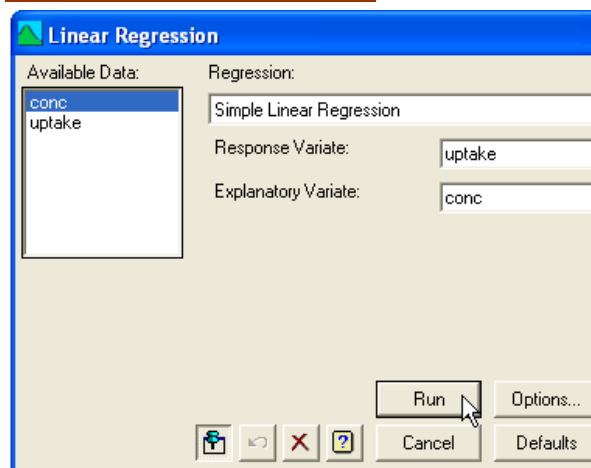 Linear Regression
Available Data:
conc
uptake
Regression:
Simple Linear Regression
Response Variate:
uptake
Explanatory Variate:
conc
Run
Options...
?
Cancel
Defaults